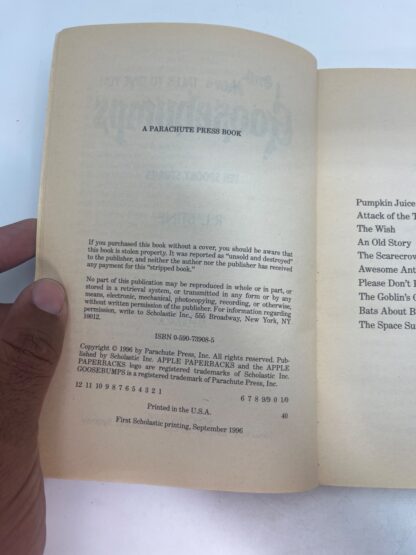 A PARACHUTE PRESS BOOK
If you purchased this book without a cover, you should be aware that
this book is stolen property. It was reported as "unsold and destroyed"
to the publisher, and neither the author nor the publisher has received
any payment for this "stripped book."
No part of this publication may be reproduced in whole or in part, or
stored in a retrieval system, or transmitted in any form or by any
means, electronic, mechanical, photocopying, recording, or otherwise,
without written permission of the publisher. For information regarding
permission, write to Scholastic Inc., 555 Broadway, New York, NY
10012.
ISBN 0-590-73908-5
Copyright © 1996 by Parachute Press, Inc. All rights reserved. Pub-
lished by Scholastic Inc. APPLE PAPERBACKS and the APPLE
PAPERBACKS logo are registered trademarks of Scholastic Inc.
GOOSEBUMPS is a registered trademark of Parachute Press, Inc.
12 11 10 9 8 7 6 5 4 3 2 1 6 7 8 9/9 0 1/0
Printed in the U.S.A. 40
First Scholastic printing, September 1996
Pumpkin Juice
Attack of the T
The Wish
An Old Story
The Scarecrow
Awesome Ant
Please Don't F
The Goblin's G
Bats About B
The Space Su